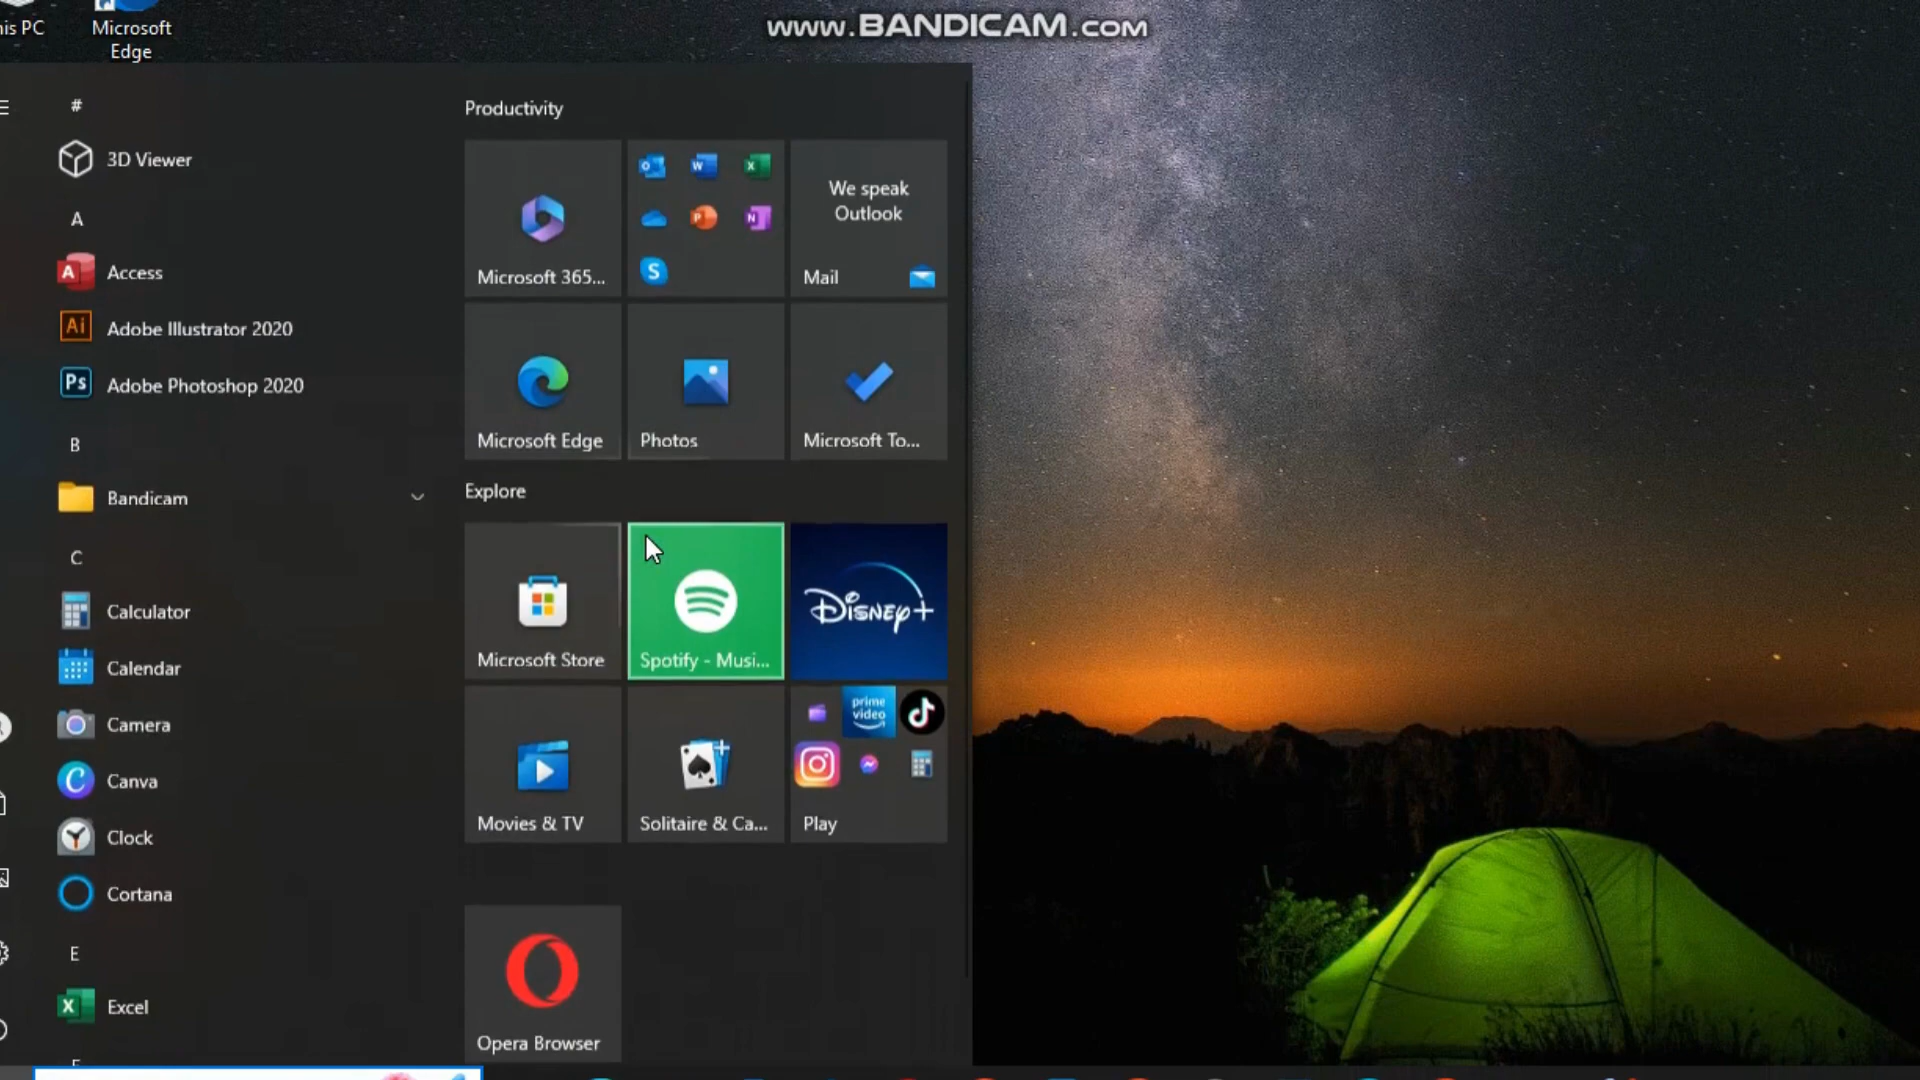 www.BANDICAM.com
his PC
Microsoft
Edge
#
3D Viewer
A
Access
Adobe Illustrator 2020
Adobe Photoshop 2020
B
Bandicam
C
Calculator
Calendar
Camera
Canva
Clock
Cortana
E
Excel
Productivity
Microsoft 365...
We speak
Outlook
Mail
Microsoft Edge
Photos
Microsoft To...
Explore
Microsoft Store
Spotify - Musi...
Disney+
Movies & TV
Solitaire & Ca...
prime
video
Play
Opera Browser